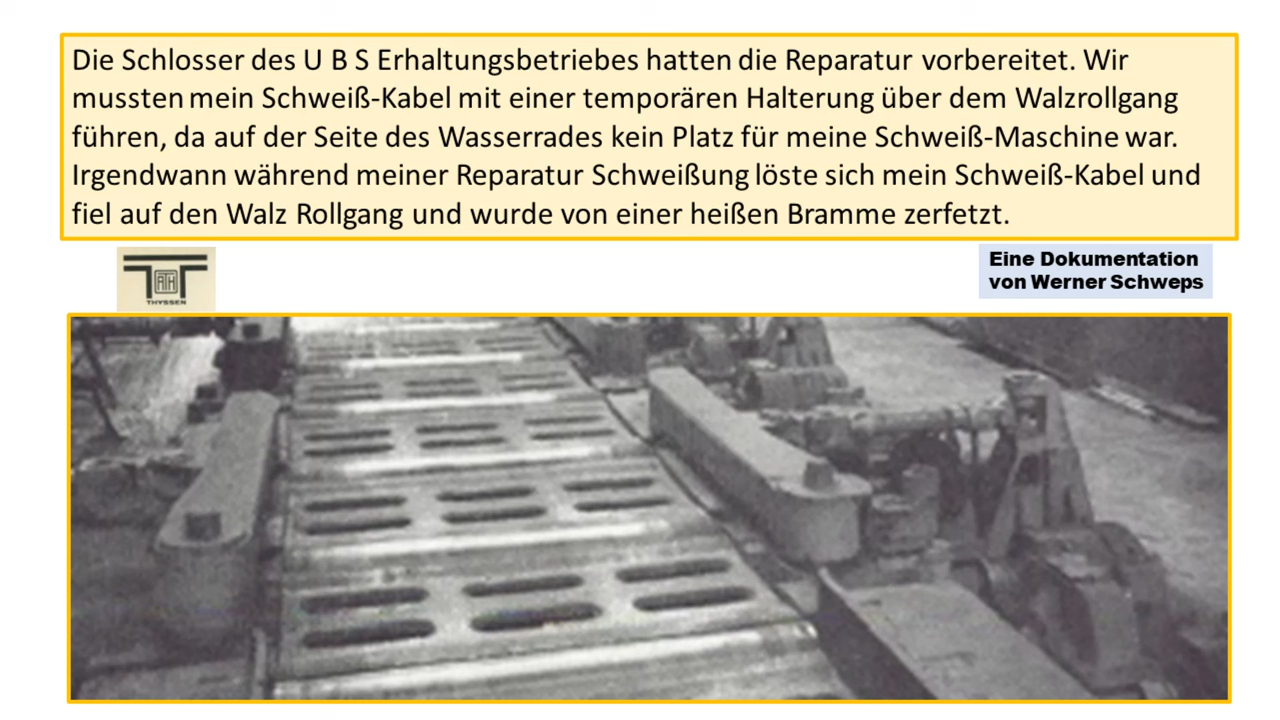 Die Schlosser des U B S Erhaltungsbetriebes hatten die Reparatur vorbereitet. Wir
mussten mein Schweiß-Kabel mit einer temporären Halterung über dem Walzrollgang
führen, da auf der Seite des Wasserrades kein Platz für meine Schweiß-Maschine war.
Irgendwann während meiner Reparatur Schweißung löste sich mein Schweiß-Kabel und
fiel auf den Walz Rollgang und wurde von einer heißen Bramme zerfetzt.
ATH
THYSSEN
Eine Dokumentation
von Werner Schweps